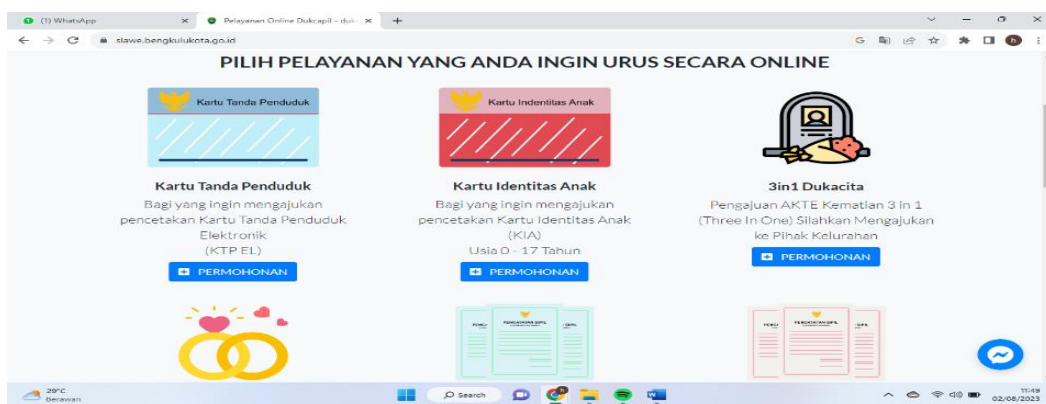 (1) WhatsApp
Pelayanan Online Dukcapil - duk
slawe.bengkulukota.go.id
PILIH PELAYANAN YANG ANDA INGIN URUS SECARA ONLINE
Kartu Tanda Penduduk
Kartu Indentitas Anak
Kartu Tanda Penduduk
Bagi yang ingin mengajukan
pencetakan Kartu Tanda Penduduk
Elektronik
(KTP EL)
PERMOHONAN
Kartu Identitas Anak
Bagi yang ingin mengajukan
pencetakan Kartu Identitas Anak
(KIA)
Usia 0 - 17 Tahun
PERMOHONAN
3in1 Dukacita
Pengajuan AKTE Kematian 3 in 1
(Three In One) Silahkan Mengajukan
ke Pihak Kelurahan
PERMOHONAN
PENCATATAN SIPIL
PENCATATAN SIPIL
29°C
Berawan
Search
11:49
02/08/2023